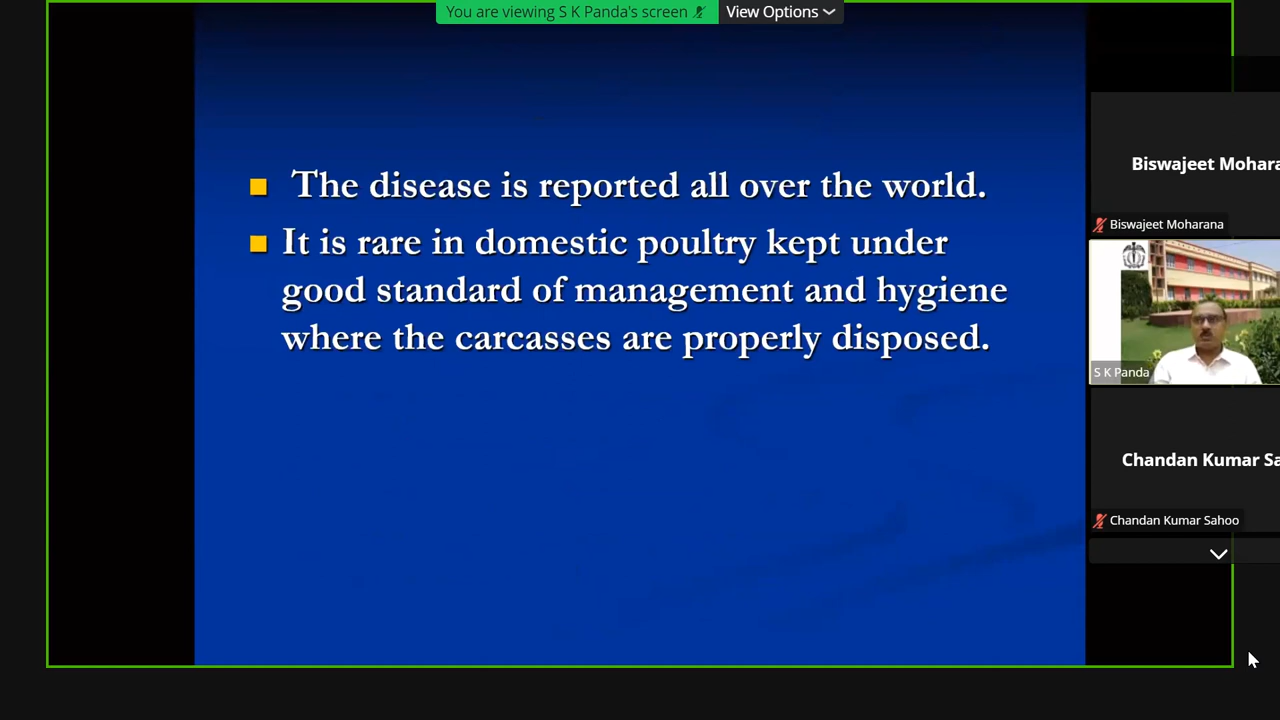 You are viewing S K Panda's screen
View Options
The disease is reported all over the world.
It is rare in domestic poultry kept under
good standard of management and hygiene
where the carcasses are properly disposed.
Biswajeet Mohara
Biswajeet Moharana
S K Panda
Chandan Kumar Sa
Chandan Kumar Sahoo